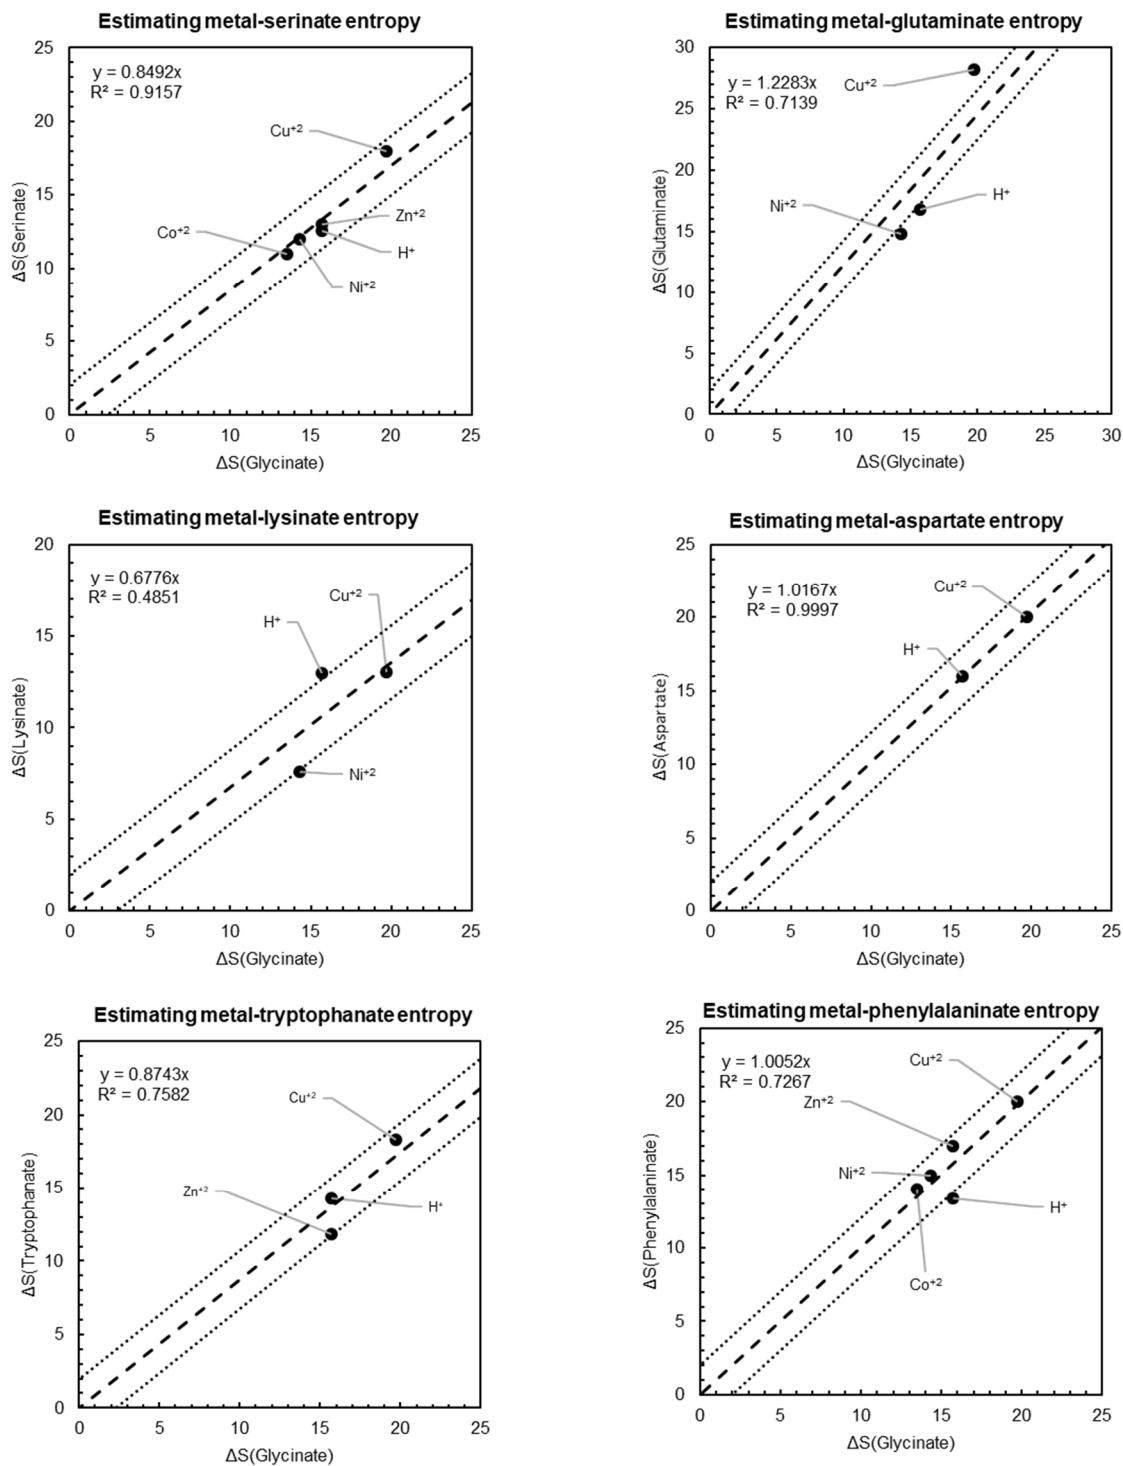 Estimating metal-serinate entropy
25
20
15
10
5
0
0 5 10 15 20 25
y = 0.8492x
R² = 0.9157
Cu⁺²
Zn⁺²
Co⁺²
H⁺
Ni⁺²
ΔS(Serinate)
ΔS(Glycinate)
Estimating metal-glutaminate entropy
30
25
20
15
10
5
0
0 5 10 15 20 25 30
y = 1.2283x
R² = 0.7139
Cu⁺²
H⁺
Ni⁺²
ΔS(Glutaminate)
ΔS(Glycinate)
Estimating metal-lysinate entropy
20
15
10
5
0
0 5 10 15 20 25
y = 0.6776x
R² = 0.4851
Cu⁺²
H⁺
Ni⁺²
ΔS(Lysinate)
ΔS(Glycinate)
Estimating metal-aspartate entropy
25
20
15
10
5
0
0 5 10 15 20 25
y = 1.0167x
R² = 0.9997
Cu⁺²
H⁺
ΔS(Aspartate)
ΔS(Glycinate)
Estimating metal-tryptophanate entropy
25
20
15
10
5
0
0 5 10 15 20 25
y = 0.8743x
R² = 0.7582
Cu⁺²
Zn⁺²
H⁺
ΔS(Tryptophanate)
ΔS(Glycinate)
Estimating metal-phenylalaninate entropy
25
20
15
10
5
0
0 5 10 15 20 25
y = 1.0052x
R² = 0.7267
Cu⁺²
Zn⁺²
Ni⁺²
H⁺
Co⁺²
ΔS(Phenylalaninate)
ΔS(Glycinate)